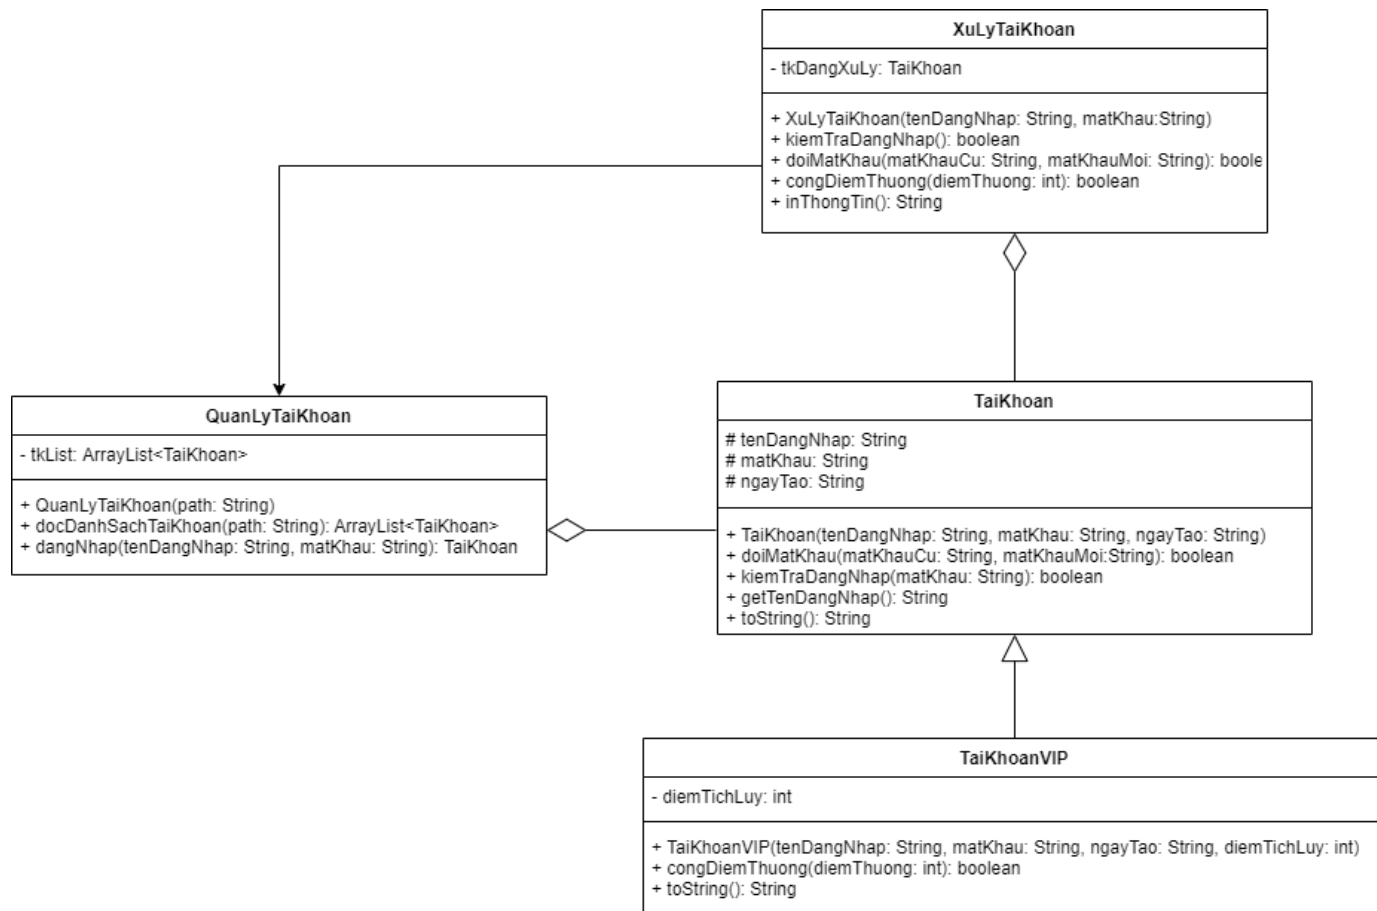 XuLyTaiKhoan
- tkDangXuLy: TaiKhoan
+ XuLyTaiKhoan(tenDangNhap: String, matKhau:String)
+ kiemTraDangNhap(): boolean
+ doiMatKhau(matKhauCu: String, matKhauMoi: String): boole
+ congDiemThuong(diemThuong: int): boolean
+ inThongTin(): String
QuanLyTaiKhoan
- tkList: ArrayList<TaiKhoan>
+ QuanLyTaiKhoan(path: String)
+ docDanhSachTaiKhoan(path: String): ArrayList<TaiKhoan>
+ dangNhap(tenDangNhap: String, matKhau: String): TaiKhoan
TaiKhoan
# tenDangNhap: String
# matKhau: String
# ngayTao: String
+ TaiKhoan(tenDangNhap: String, matKhau: String, ngayTao: String)
+ doiMatKhau(matKhauCu: String, matKhauMoi:String): boolean
+ kiemTraDangNhap(matKhau: String): boolean
+ getTenDangNhap(): String
+ toString(): String
TaiKhoanVIP
- diemTichLuy: int
+ TaiKhoanVIP(tenDangNhap: String, matKhau: String, ngayTao: String, diemTichLuy: int)
+ congDiemThuong(diemThuong: int): boolean
+ toString(): String